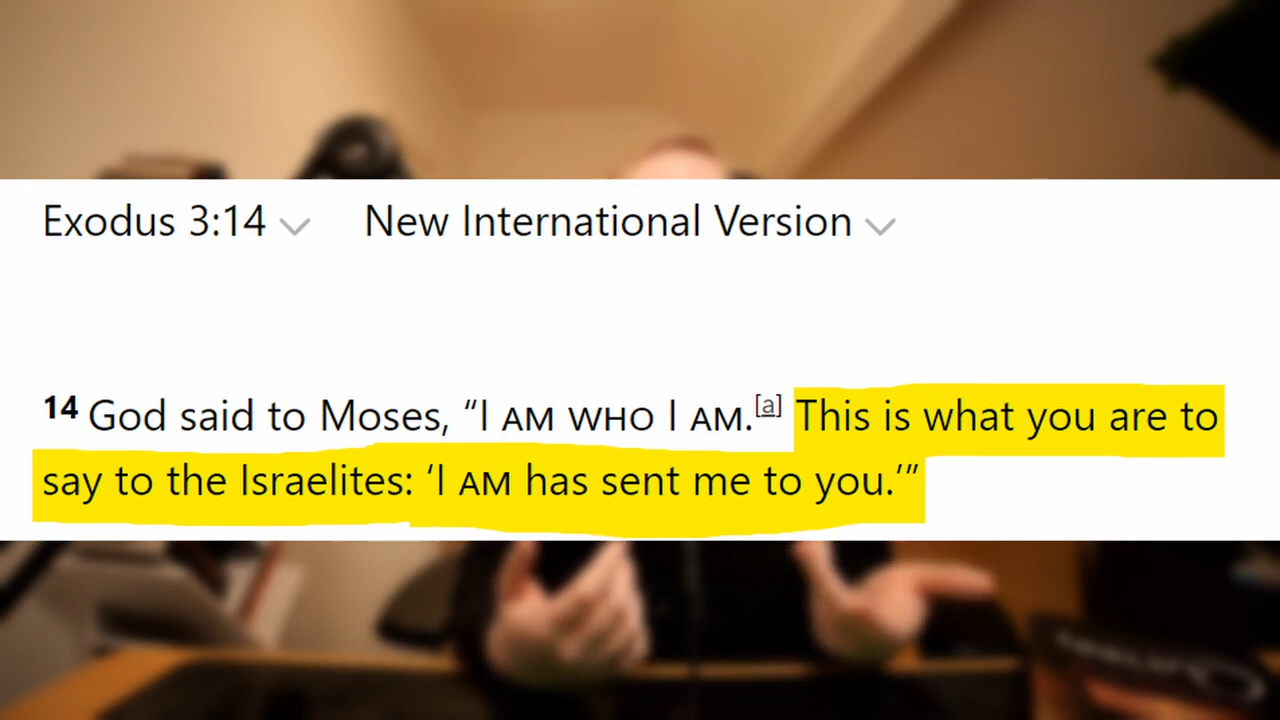 Exodus 3:14 New International Version
14 God said to Moses, “I AM WHO I AM.[a] This is what you are to
say to the Israelites: ‘I AM has sent me to you.’”